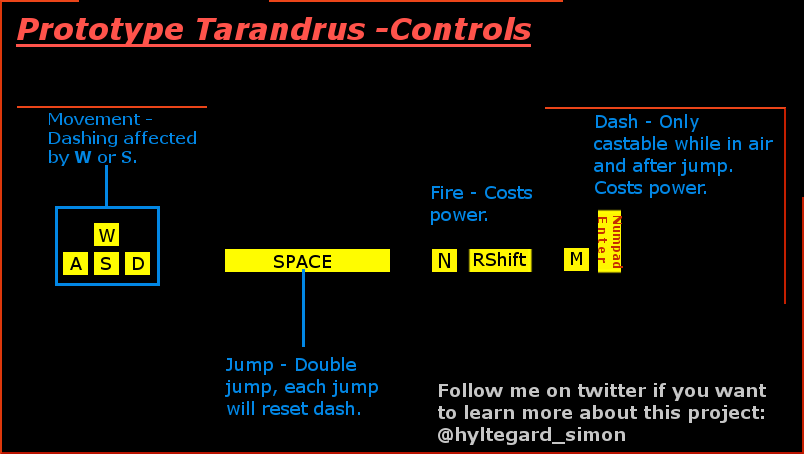 Prototype Tarandrus -Controls
Movement -
Dashing affected
by W or S.
W
A S D
SPACE
Jump - Double
jump, each jump
will reset dash.
Fire - Costs
power.
N RShift
Dash - Only
castable while in air
and after jump.
Costs power.
M
Numpad
Enter
Follow me on twitter if you want
to learn more about this project:
@hyltegard_simon